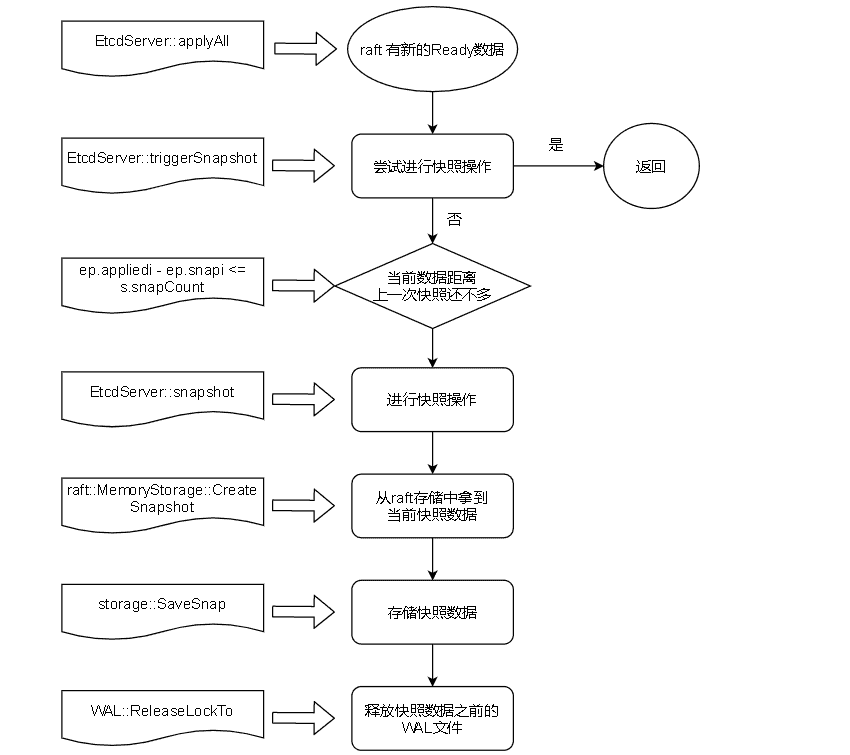 EtcdServer::applyAll
raft 有新的Ready数据
EtcdServer::triggerSnapshot
尝试进行快照操作
是
返回
否
ep.appliedi - ep.snapi <=
s.snapCount
当前数据距离
上一次快照还不多
EtcdServer::snapshot
进行快照操作
raft::MemoryStorage::Create
Snapshot
从raft存储中拿到
当前快照数据
storage::SaveSnap
存储快照数据
WAL::ReleaseLockTo
释放快照数据之前的
WAL文件